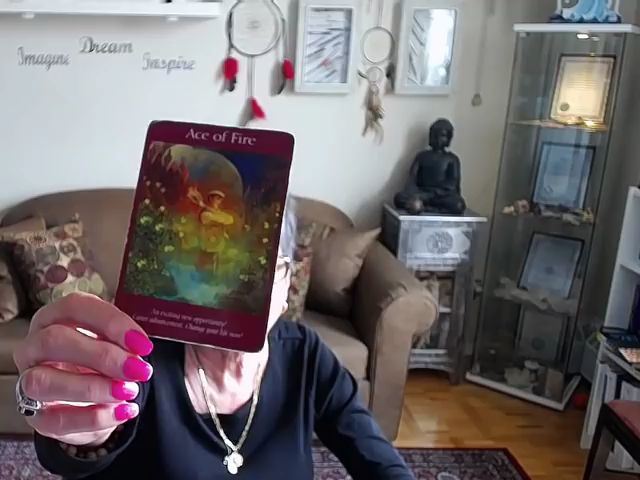 Imagine
Dream
Inspire
Ace of Fire
An exciting new opportunity!
Career advancement. Change your life now!